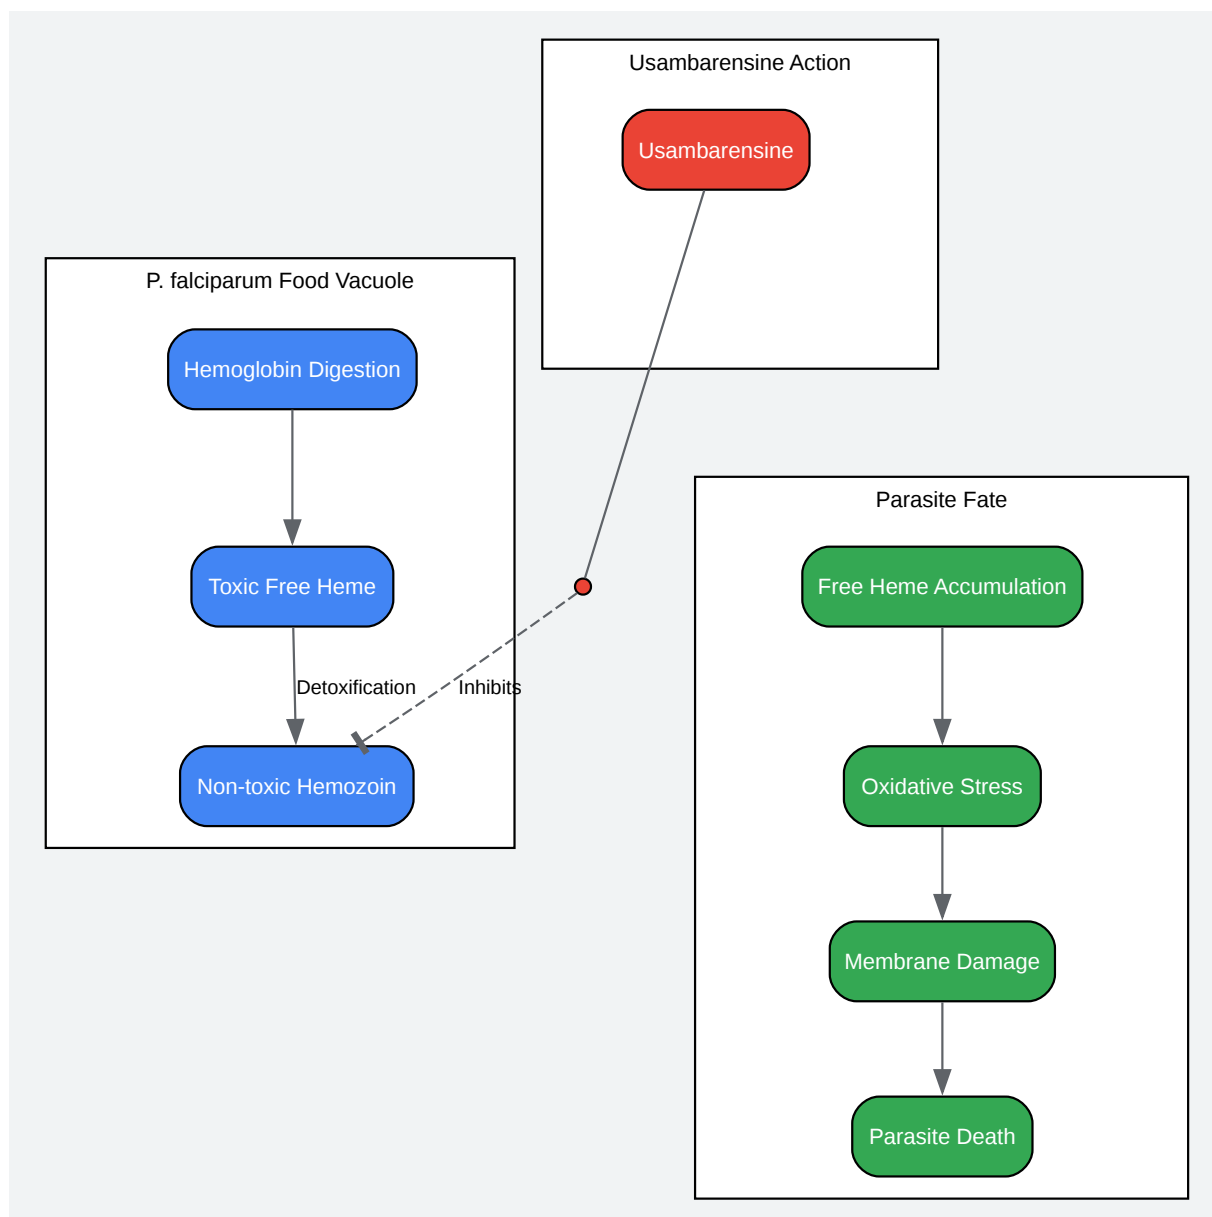 Usambarensine Action
Usambarensine
P. falciparum Food Vacuole
Hemoglobin Digestion
Toxic Free Heme
Detoxification
Inhibits
Non-toxic Hemozoin
Parasite Fate
Free Heme Accumulation
Oxidative Stress
Membrane Damage
Parasite Death